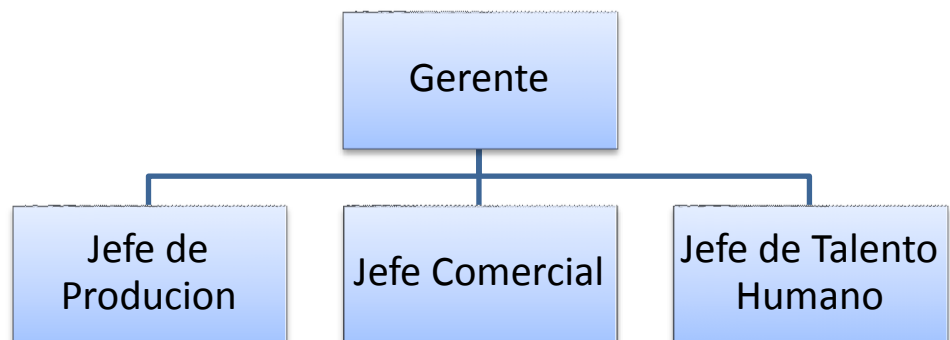 Gerente
Jefe de
Producion
Jefe Comercial
Jefe de Talento
Humano